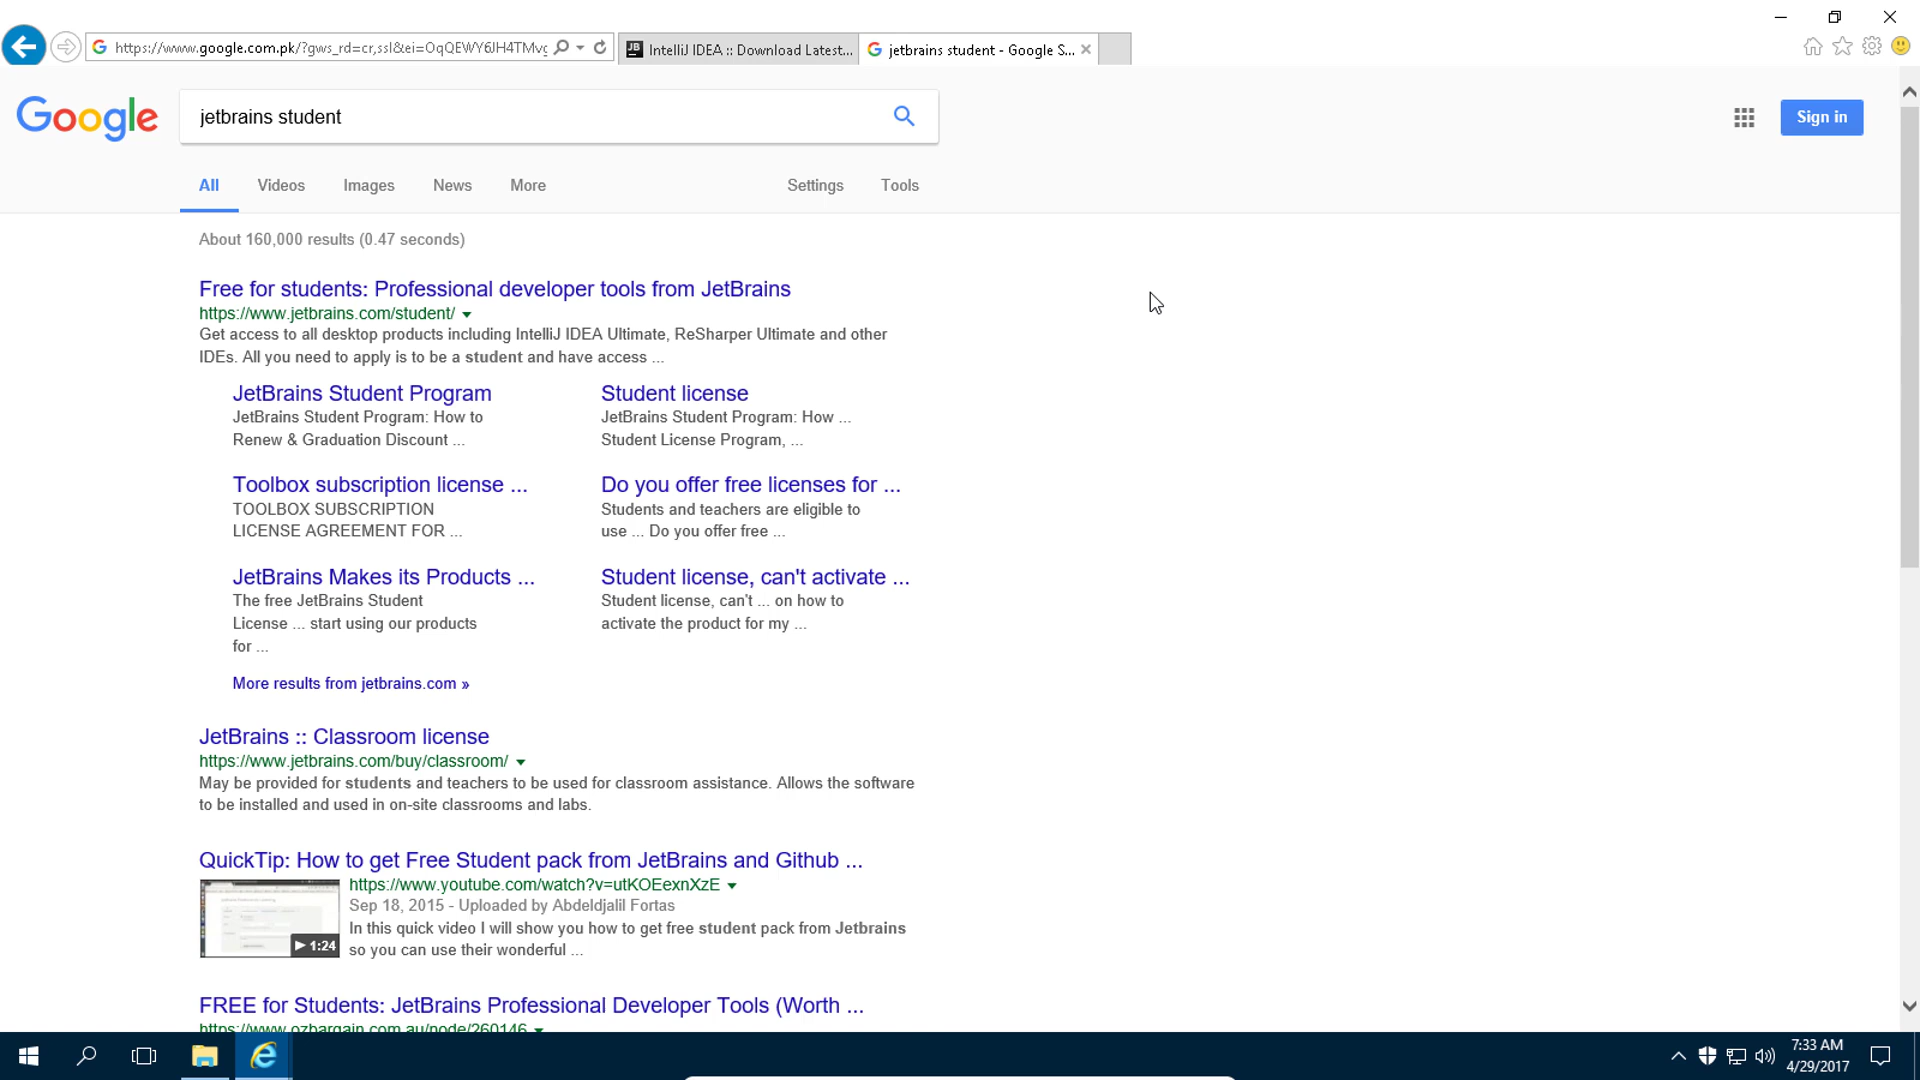 https://www.google.com.pk/?gws_rd=cr,ssl&ei=OqQEWY6JH4TMvg
IntelliJ IDEA :: Download Latest...
jetbrains student - Google S...
Google
jetbrains student
Sign in
All Videos Images News More Settings Tools
About 160,000 results (0.47 seconds)
Free for students: Professional developer tools from JetBrains
https://www.jetbrains.com/student/
Get access to all desktop products including IntelliJ IDEA Ultimate, ReSharper Ultimate and other
IDEs. All you need to apply is to be a student and have access ...
JetBrains Student Program
JetBrains Student Program: How to
Renew & Graduation Discount ...
Student license
JetBrains Student Program: How ...
Student License Program, ...
Toolbox subscription license ...
TOOLBOX SUBSCRIPTION
LICENSE AGREEMENT FOR ...
Do you offer free licenses for ...
Students and teachers are eligible to
use ... Do you offer free ...
JetBrains Makes its Products ...
The free JetBrains Student
License ... start using our products
for ...
Student license, can't activate ...
Student license, can't ... on how to
activate the product for my ...
More results from jetbrains.com »
JetBrains :: Classroom license
https://www.jetbrains.com/buy/classroom/
May be provided for students and teachers to be used for classroom assistance. Allows the software
to be installed and used in on-site classrooms and labs.
QuickTip: How to get Free Student pack from JetBrains and Github ...
https://www.youtube.com/watch?v=utKOEexnXzE
Sep 18, 2015 - Uploaded by Abdeldjalil Fortas
In this quick video I will show you how to get free student pack from Jetbrains
so you can use their wonderful ...
1:24
FREE for Students: JetBrains Professional Developer Tools (Worth ...
https://www.ozbargain.com.au/node/260146
7:33 AM
4/29/2017